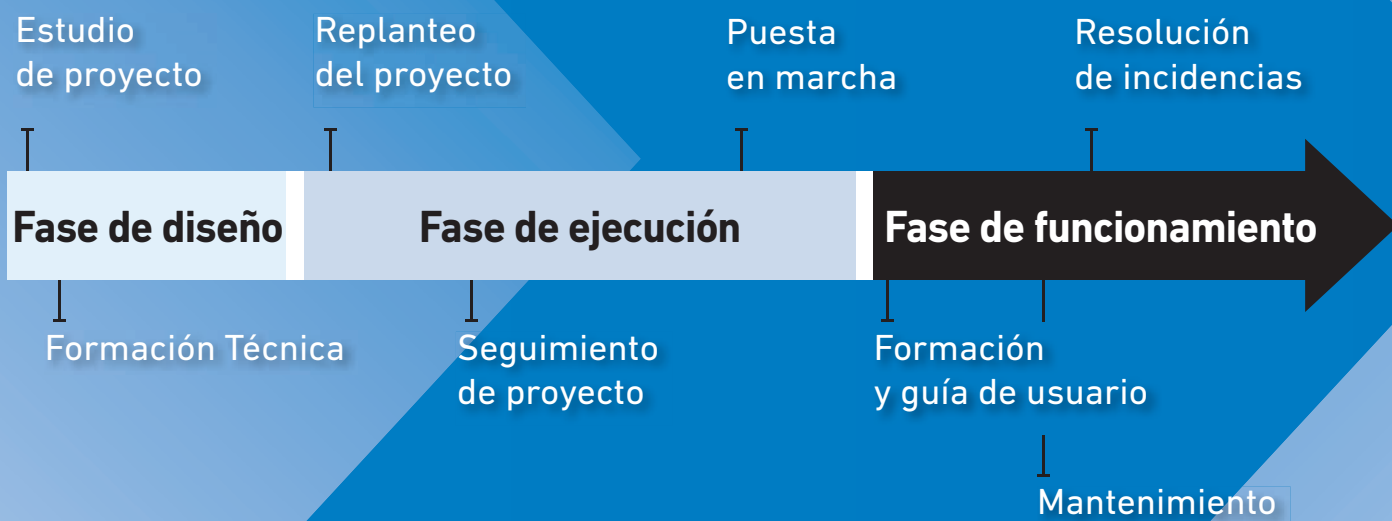 Estudio
de proyecto
Replanteo
del proyecto
Puesta
en marcha
Resolución
de incidencias
Fase de diseño
Fase de ejecución
Fase de funcionamiento
Formación Técnica
Seguimiento
de proyecto
Formación
y guía de usuario
Mantenimiento